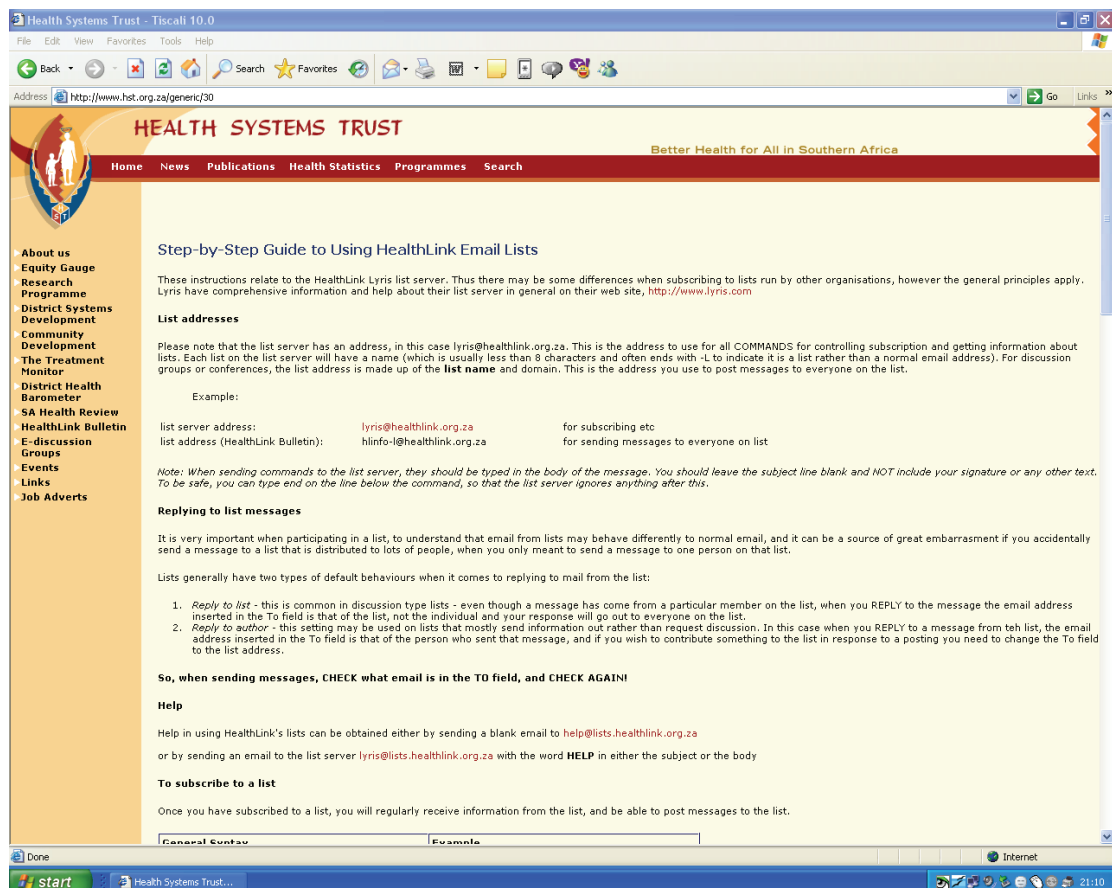 Health Systems Trust - Tiscali 10.0
File Edit View Favorites Tools Help
Back Search Favorites
Address http://www.hst.org.za/generic/30 Go Links »
HEALTH SYSTEMS TRUST
Better Health for All in Southern Africa
Home News Publications Health Statistics Programmes Search
HST
About us
Equity Gauge
Research
Programme
District Systems
Development
Community
Development
The Treatment
Monitor
District Health
Barometer
SA Health Review
HealthLink Bulletin
E-discussion
Groups
Events
Links
Job Adverts
Step-by-Step Guide to Using HealthLink Email Lists
These instructions relate to the HealthLink Lyris list server. Thus there may be some differences when subscribing to lists run by other organisations, however the general principles apply.
Lyris have comprehensive information and help about their list server in general on their web site, http://www.lyris.com
List addresses
Please note that the list server has an address, in this case lyris@healthlink.org.za. This is the address to use for all COMMANDS for controlling subscription and getting information about
lists. Each list on the list server will have a name (which is usually less than 8 characters and often ends with -L to indicate it is a list rather than a normal email address). For discussion
groups or conferences, the list address is made up of the list name and domain. This is the address you use to post messages to everyone on the list.
Example:
list server address: lyris@healthlink.org.za for subscribing etc
list address (HealthLink Bulletin): hlinfo-l@healthlink.org.za for sending messages to everyone on list
Note: When sending commands to the list server, they should be typed in the body of the message. You should leave the subject line blank and NOT include your signature or any other text.
To be safe, you can type end on the line below the command, so that the list server ignores anything after this.
Replying to list messages
It is very important when participating in a list, to understand that email from lists may behave differently to normal email, and it can be a source of great embarrasment if you accidentally
send a message to a list that is distributed to lots of people, when you only meant to send a message to one person on that list.
Lists generally have two types of default behaviours when it comes to replying to mail from the list:
1. Reply to list - this is common in discussion type lists - even though a message has come from a particular member on the list, when you REPLY to the message the email address
inserted in the To field is that of the list, not the individual and your response will go out to everyone on the list.
2. Reply to author - this setting may be used on lists that mostly send information out rather than request discussion. In this case when you REPLY to a message from teh list, the email
address inserted in the To field is that of the person who sent that message, and if you wish to contribute something to the list in response to a posting you need to change the To field
to the list address.
So, when sending messages, CHECK what email is in the TO field, and CHECK AGAIN!
Help
Help in using HealthLink's lists can be obtained either by sending a blank email to help@lists.healthlink.org.za
or by sending an email to the list server lyris@lists.healthlink.org.za with the word HELP in either the subject or the body
To subscribe to a list
Once you have subscribed to a list, you will regularly receive information from the list, and be able to post messages to the list.
General Syntax Example
Done Internet
start Health Systems Trust... 21:10